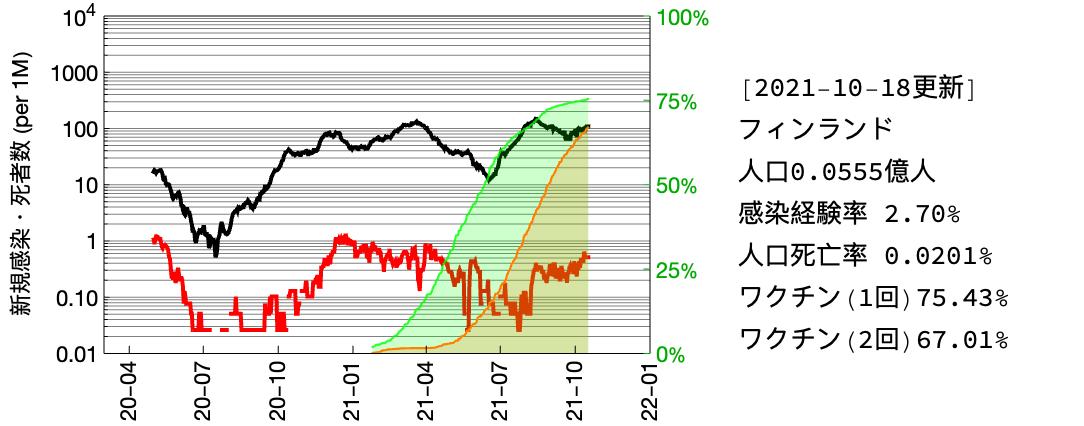 新規感染・死者数 (per 1M)
10^4
1000
100
10
1
0.10
0.01
100%
75%
50%
25%
0%
20-04
20-07
20-10
21-01
21-04
21-07
21-10
22-01
[2021-10-18更新]
フィンランド
人口0.0555億人
感染経験率 2.70%
人口死亡率 0.0201%
ワクチン(1回)75.43%
ワクチン(2回)67.01%